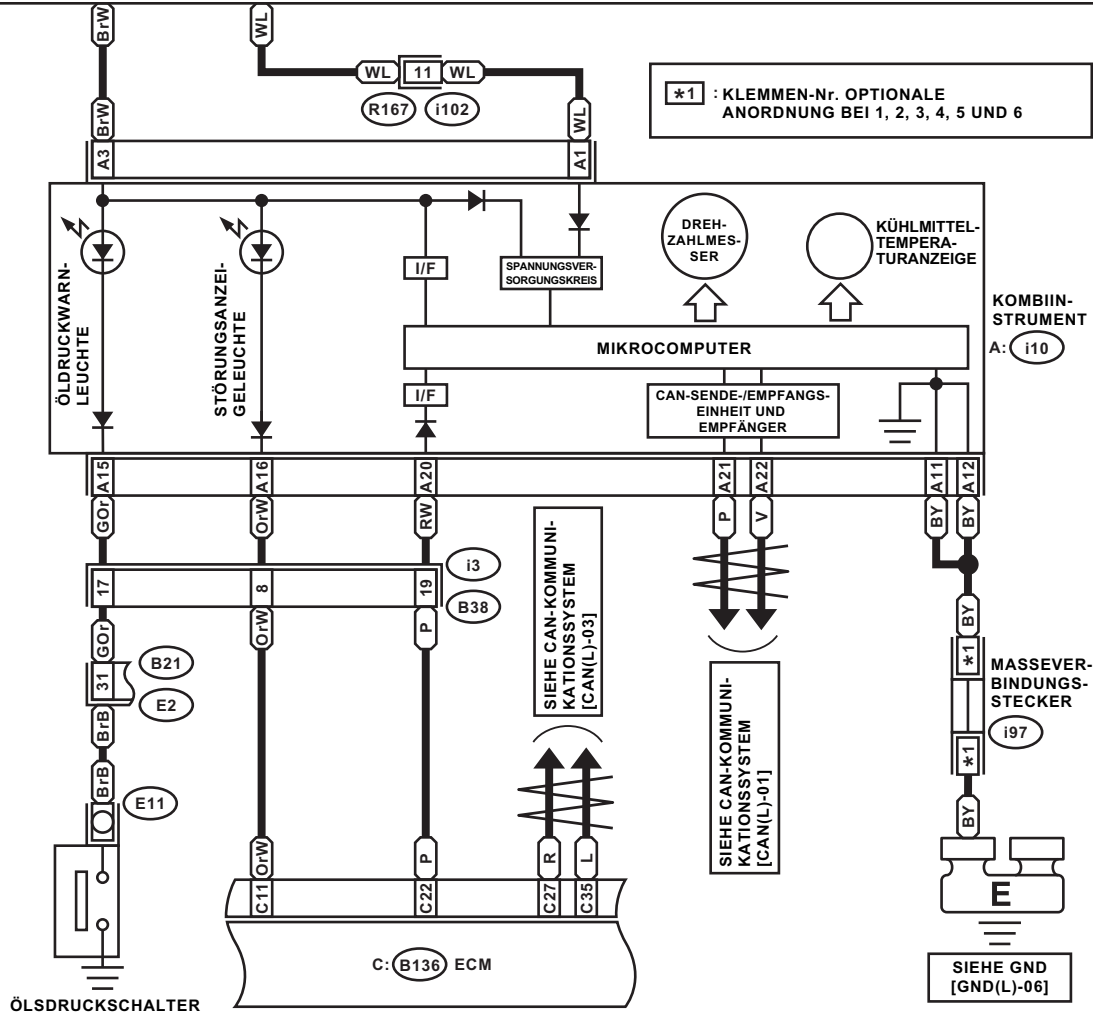 BrW
WL
WL
11
WL
R167
i102
BrW
WL
*1 : KLEMMEN-Nr. OPTIONALE
ANORDNUNG BEI 1, 2, 3, 4, 5 UND 6
A3
A1
ÖLDRUCKWARN-
LEUCHTE
STÖRUNGSANZEI-
GELEUCHTE
I/F
SPANNUNGSVER-
SORGUNGSKREIS
DREH-
ZAHLMES-
SER
KÜHLMITTEL-
TEMPERA-
TURANZEIGE
MIKROCOMPUTER
I/F
CAN-SENDE-/EMPFANGS-
EINHEIT UND
EMPFÄNGER
KOMBIIN-
STRUMENT
A: i10
A15
A16
A20
A21
A22
A11
A12
GOr
OrW
RW
P
V
BY
BY
17
8
19
i3
B38
GOr
OrW
P
31
B21
E2
BrB
BrB
E11
SIEHE CAN-KOMMUNI-
KATIONSSYSTEM
[CAN(L)-03]
SIEHE CAN-KOMMUNI-
KATIONSSYSTEM
[CAN(L)-01]
BY
*1
MASSEVER-
BINDUNGS-
STECKER
i97
*1
BY
E
SIEHE GND
[GND(L)-06]
OrW
P
R
L
C11
C22
C27
C35
C: B136 ECM
ÖLSDRUCKSCHALTER